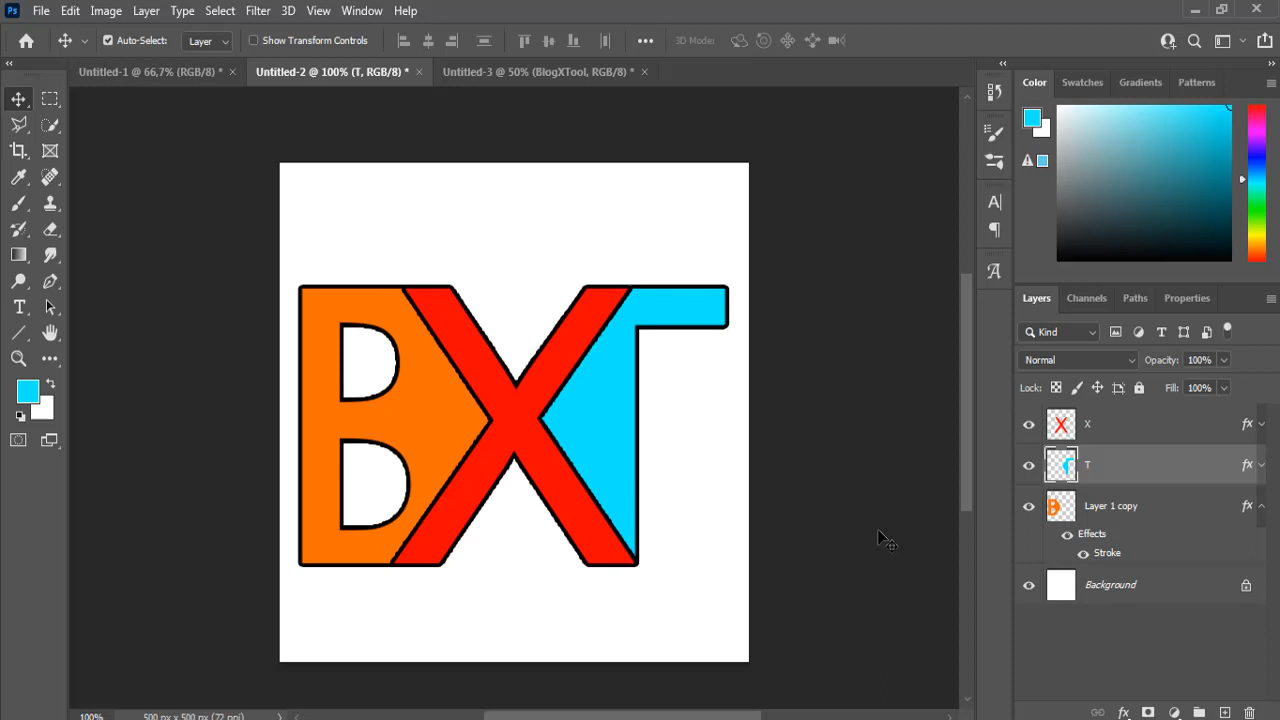 Ps File Edit Image Layer Type Select Filter 3D View Window Help
Auto-Select: Layer Show Transform Controls 3D Mode:
Untitled-1 @ 66,7% (RGB/8) * × Untitled-2 @ 100% (T, RGB/8) * × Untitled-3 @ 50% (BlogXTool, RGB/8) * ×
Color Swatches Gradients Patterns
BXT
Layers Channels Paths Properties
Kind
Normal Opacity: 100%
Lock: Fill: 100%
X fx
T fx
Layer 1 copy fx
Effects
Stroke
Background
100% 500 px x 500 px (72 ppi)
fx